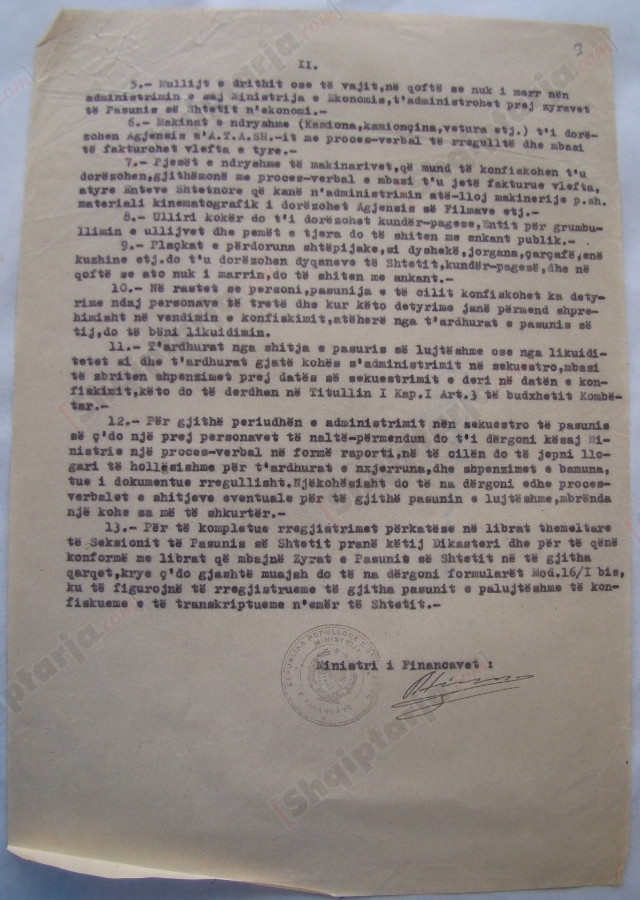 3
II.
5.- Mullijt e drithit ose të vajit,në qoftë se nuk i merr nën
administrimin e saj Ministrija e Ekonomis,t'administrohet prej zyravet
të Pasunis së Shtetit n'ekonomi.-
6.- Makinat e ndryshme (Kamiona,kamionçina,vetura etj.) t'i dorë-
zohen Agjensis s'A.T.A.SH.-it me proces-verbal të rregulltë dhe mbasi
të fakturohet vlefta e tyre.-
7.- Pjesët e ndryshme të makinarivet,që mund të konfiskohen t'u
dorëzohen,gjithëmonë me proces-verbal e mbasi t'u jetë fakturue vlefta,
atyre Enteve Shtetnore që kanë n'administrim atë-lloj makinerije p.sh.
materiali kinematografik i dorëzohet Agjensis së Filmave etj.-
8.- Ulliri kokër do t'i dorëzohet kundër-pagese,Entit për grumbu-
llimin e ullijvet dhe pemët e tjera do të shiten me ankant publik.-
9.- Plaçkat e përdoruna shtëpijake,si dyshekë,jorgana,çarçafë,enë
kuzhine etj.do t'u dorëzohen dyqaneve të Shtetit,kundër-pagesë,dhe në
qoftë se ato nuk i marrin,do të shiten me ankant.-
10.- Në rastet se personi,pasunija e të cilit konfiskohet ka dety-
rime ndaj personave të tretë dhe kur këto detyrime janë përmend shpre-
himisht në vendimin e konfiskimit,atëherë nga t'ardhurat e pasunis së
tij,do të bëni likuidimin.
11.- T'ardhurat nga shitja e pasuris së lujtëshme ose nga likuidi-
tetet si dhe t'ardhurat gjatë kohës s'administrimit në sekuestro,mbasi
të zbriten shpenzimet prej datës së sekuestrimit e deri në datën e kon-
fiskimit,këto do të derdhen në Titullin I Kap.I Art.3 të budxhetit Kombë-
tar.-
12.- Për gjithë periudhën e administrimit nën sekuestro të pasunis
së ç'do një prej personavet të naltë-përmendun do t'i dërgoni kësaj Mi-
nistrie një proces-verbal në formë raporti,në të cilën do të jepni llo-
gari të hollësishme për t'ardhurat e nxjerruna,dhe shpenzimet e bamuna,
tue i dokumentue rregullisht.Njëkohësisht do të na dërgoni edhe proces-
verbalet e shitjeve eventuale për të gjithë pasunin e lujtëshme,mbrënda
një kohe sa më të shkurtër.-
13.- Për të kompletue rregjistrimet përkatëse në librat themeltare
të Seksionit të Pasunis së Shtetit pranë këtij Dikasteri dhe për të qënë
konformë me librat që mbajnë Zyrat e Pasunis së Shtetit në të gjitha
qarqet,krye ç'do gjashtë muajsh do të na dërgoni formularët Mod.16/I bis,
ku të figurojnë të rregjistrueme të gjitha pasunit e palujtëshme të kon-
fiskueme e të transkriptueme n'emër të Shtetit.-
REPUBLIKA POPULLORE
MINISTRIJA
E FINANCAVE
Ministri i Financavet :
[Shqiptarja.com]